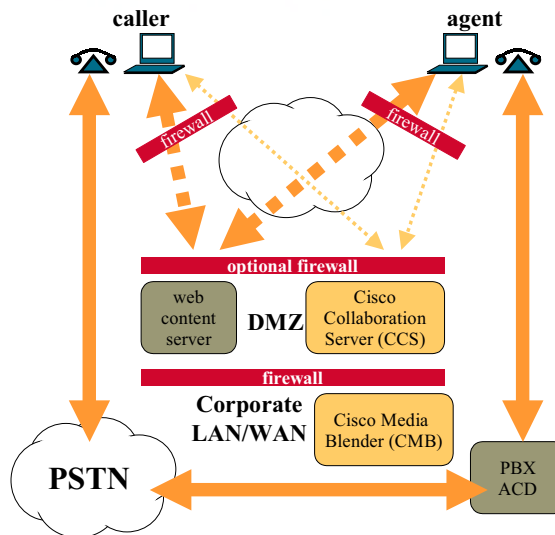 caller
agent
firewall
firewall
optional firewall
web
content
server
DMZ
Cisco
Collaboration
Server (CCS)
firewall
Corporate
LAN/WAN
Cisco Media
Blender (CMB)
PSTN
PBX
ACD